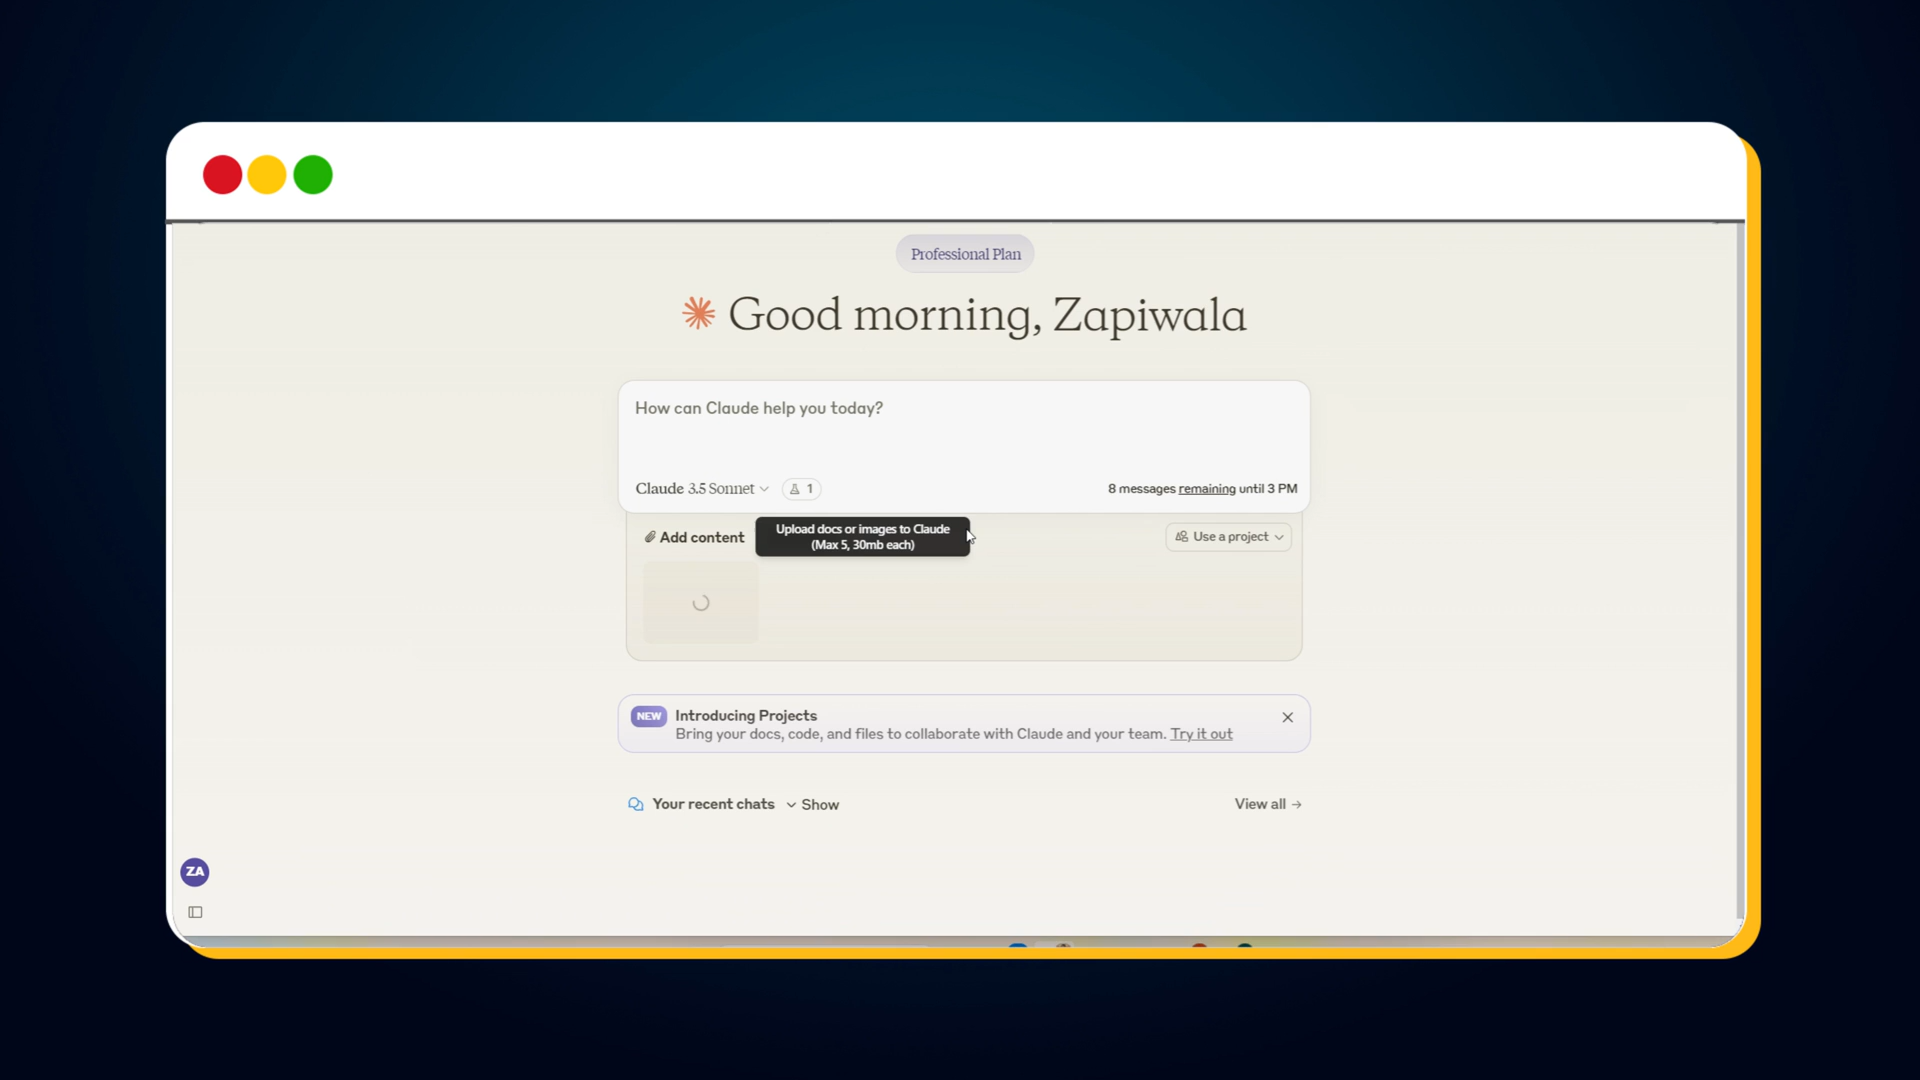 Professional Plan
Good morning, Zapiwala
How can Claude help you today?
Claude 3.5 Sonnet
1
8 messages remaining until 3 PM
Add content
Upload docs or images to Claude
(Max 5, 30mb each)
Use a project
NEW
Introducing Projects
Bring your docs, code, and files to collaborate with Claude and your team. Try it out
Your recent chats
Show
View all →
ZA